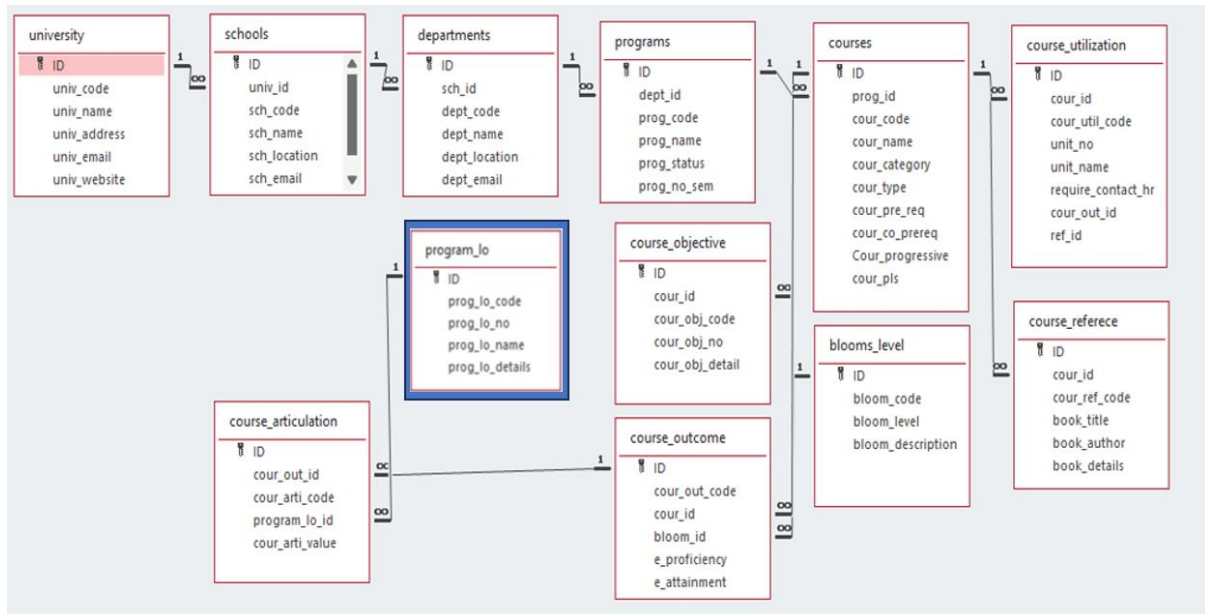 university
ID
univ_code
univ_name
univ_address
univ_email
univ_website
1
∞
schools
ID
univ_id
sch_code
sch_name
sch_location
sch_email
1
∞
departments
ID
sch_id
dept_code
dept_name
dept_location
dept_email
1
∞
programs
ID
dept_id
prog_code
prog_name
prog_status
prog_no_sem
1
1
∞
courses
ID
prog_id
cour_code
cour_name
cour_category
cour_type
cour_pre_req
cour_co_prereq
Cour_progressive
cour_pls
1
∞
course_utilization
ID
cour_id
cour_util_code
unit_no
unit_name
require_contact_hr
cour_out_id
ref_id
1
program_lo
ID
prog_lo_code
prog_lo_no
prog_lo_name
prog_lo_details
course_objective
ID
cour_id
cour_obj_code
cour_obj_no
cour_obj_detail
∞
1
blooms_level
ID
bloom_code
bloom_level
bloom_description
∞
course_referece
ID
cour_id
cour_ref_code
book_title
book_author
book_details
course_articulation
ID
cour_out_id
cour_arti_code
program_lo_id
cour_arti_value
∞
∞
1
course_outcome
ID
cour_out_code
cour_id
bloom_id
e_proficiency
e_attainment
∞
∞